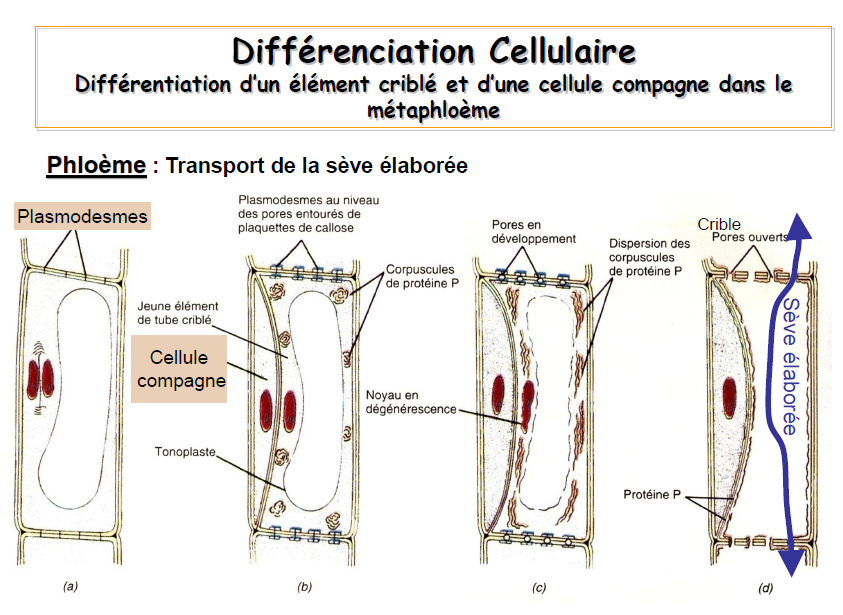 Différenciation Cellulaire
Différentiation d'un élément criblé et d'une cellule compagne dans le
métaphloème
Phloème : Transport de la sève élaborée
Plasmodesmes
Plasmodesmes au niveau
des pores entourés de
plaquettes de callose
Corpuscules
de protéine P
Jeune élément
de tube criblé
Cellule
compagne
Tonoplaste
Pores en
développement
Dispersion des
corpuscules
de protéine P
Noyau en
dégénérescence
Crible
Pores ouverts
Sève élaborée
Protéine P
(a)
(b)
(c)
(d)